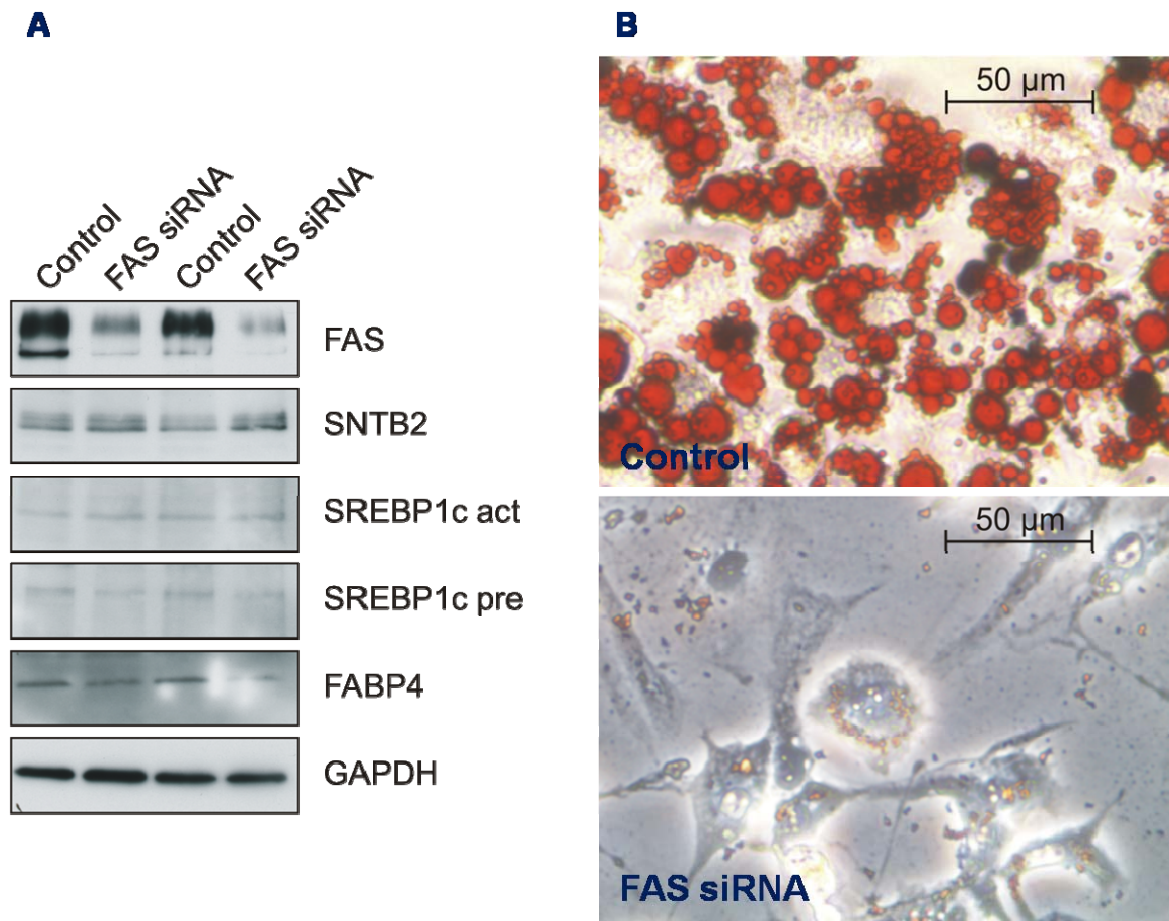 A
Control
FAS siRNA
Control
FAS siRNA
FAS
SNTB2
SREBP1c act
SREBP1c pre
FABP4
GAPDH
B
50 µm
Control
50 µm
FAS siRNA